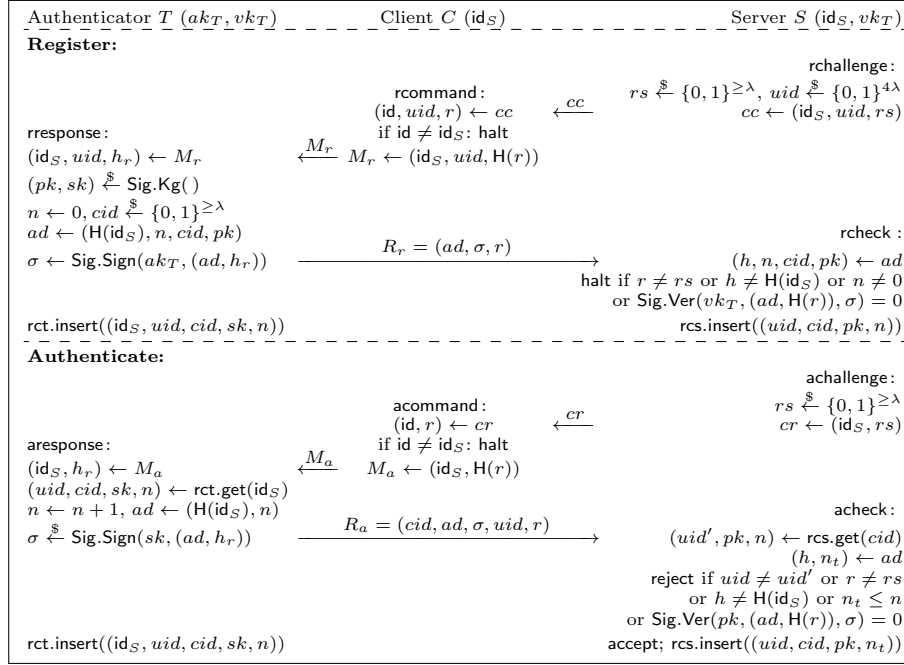 Authenticator T (ak_T, vk_T) Client C (id_S) Server S (id_S, vk_T)
Register:
rchallenge:
rcommand: rs $← {0, 1}^{≥λ}, uid $← {0, 1}^{4λ}
(id, uid, r) ← cc ←cc cc ← (id_S, uid, rs)
rresponse: if id ≠ id_S: halt
(id_S, uid, h_r) ← M_r ←M_r M_r ← (id_S, uid, H(r))
(pk, sk) $← Sig.Kg( )
n ← 0, cid $← {0, 1}^{≥λ}
ad ← (H(id_S), n, cid, pk) R_r = (ad, σ, r) rcheck :
σ ← Sig.Sign(ak_T, (ad, h_r)) → (h, n, cid, pk) ← ad
halt if r ≠ rs or h ≠ H(id_S) or n ≠ 0
or Sig.Ver(vk_T, (ad, H(r)), σ) = 0
rct.insert((id_S, uid, cid, sk, n)) rcs.insert((uid, cid, pk, n))
Authenticate:
achallenge:
acommand: rs $← {0, 1}^{≥λ}
(id, r) ← cr ←cr cr ← (id_S, rs)
aresponse: if id ≠ id_S: halt
(id_S, h_r) ← M_a ←M_a M_a ← (id_S, H(r))
(uid, cid, sk, n) ← rct.get(id_S)
n ← n + 1, ad ← (H(id_S), n) R_a = (cid, ad, σ, uid, r) acheck :
σ $← Sig.Sign(sk, (ad, h_r)) → (uid′, pk, n) ← rcs.get(cid)
(h, n_t) ← ad
reject if uid ≠ uid′ or r ≠ rs
or h ≠ H(id_S) or n_t ≤ n
or Sig.Ver(pk, (ad, H(r)), σ) = 0
rct.insert((id_S, uid, cid, sk, n)) accept; rcs.insert((uid, cid, pk, n_t))